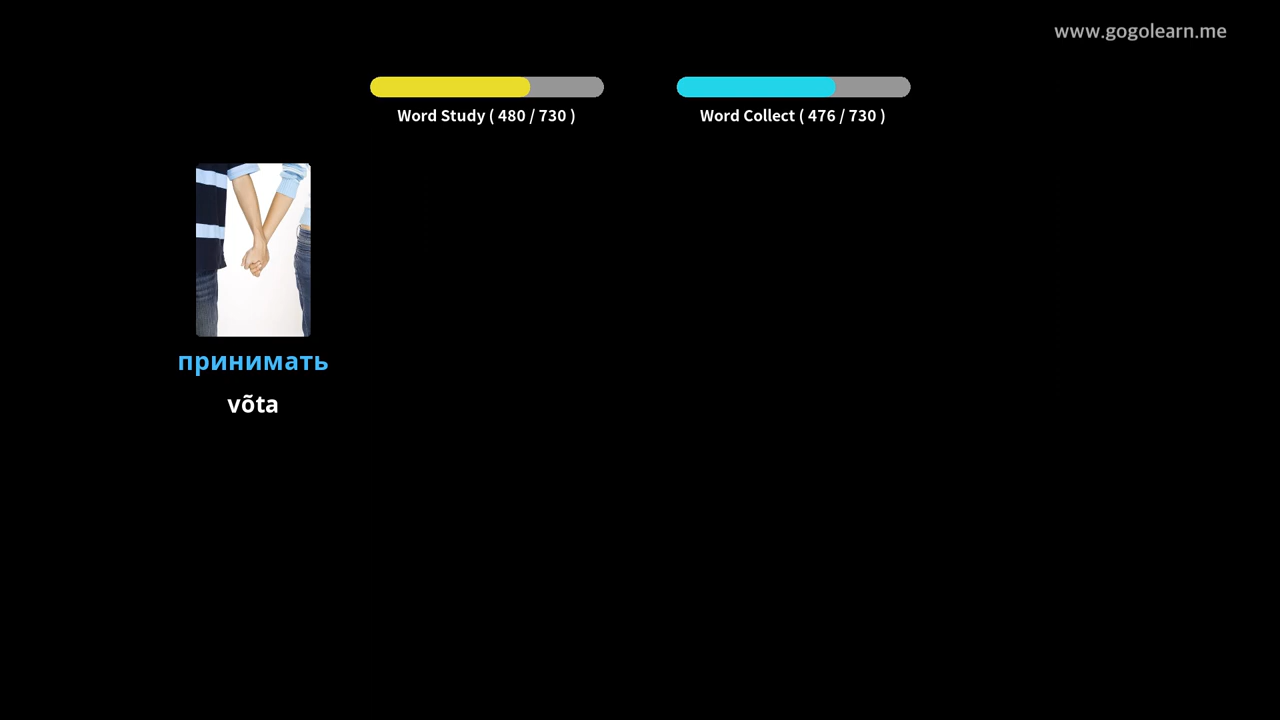 www.gogolearn.me
Word Study ( 480 / 730 )
Word Collect ( 476 / 730 )
принимать
võta